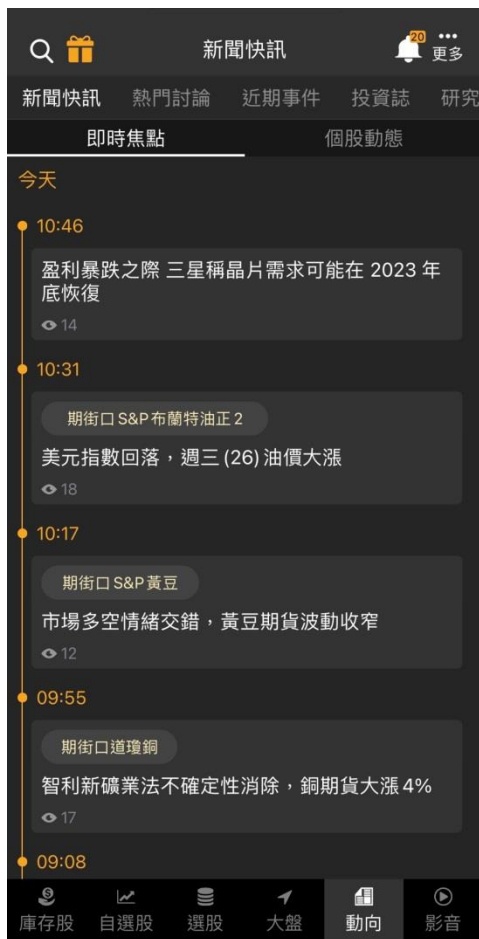 新聞快訊
20
更多
新聞快訊 熱門討論 近期事件 投資誌 研究
即時焦點 個股動態
今天
10:46
盈利暴跌之際 三星稱晶片需求可能在 2023 年
底恢復
14
10:31
期街口 S&P 布蘭特油正 2
美元指數回落，週三 (26) 油價大漲
18
10:17
期街口 S&P 黃豆
市場多空情緒交錯，黃豆期貨波動收窄
12
09:55
期街口道瓊銅
智利新礦業法不確定性消除，銅期貨大漲 4%
17
09:08
庫存股 自選股 選股 大盤 動向 影音